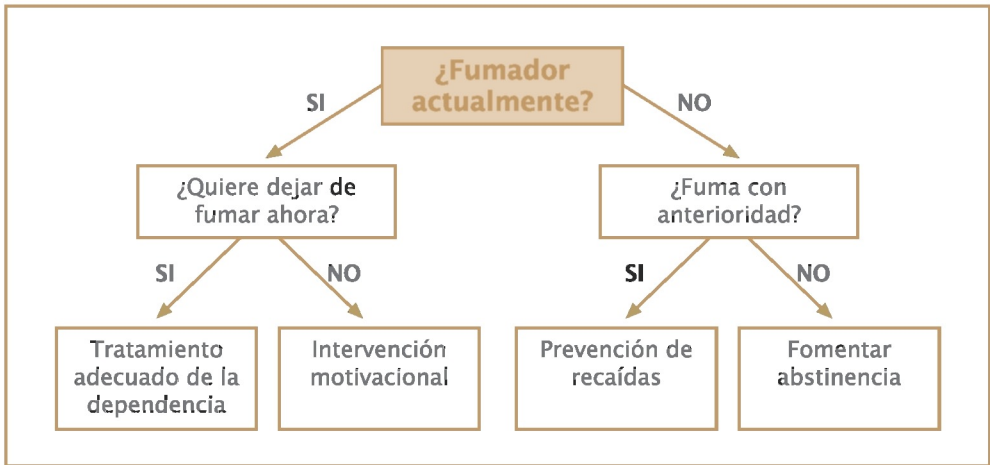 ¿Fumador
actualmente?
SI
NO
¿Quiere dejar de
fumar ahora?
¿Fuma con
anterioridad?
SI
NO
SI
NO
Tratamiento
adecuado de la
dependencia
Intervención
motivacional
Prevención de
recaídas
Fomentar
abstinencia